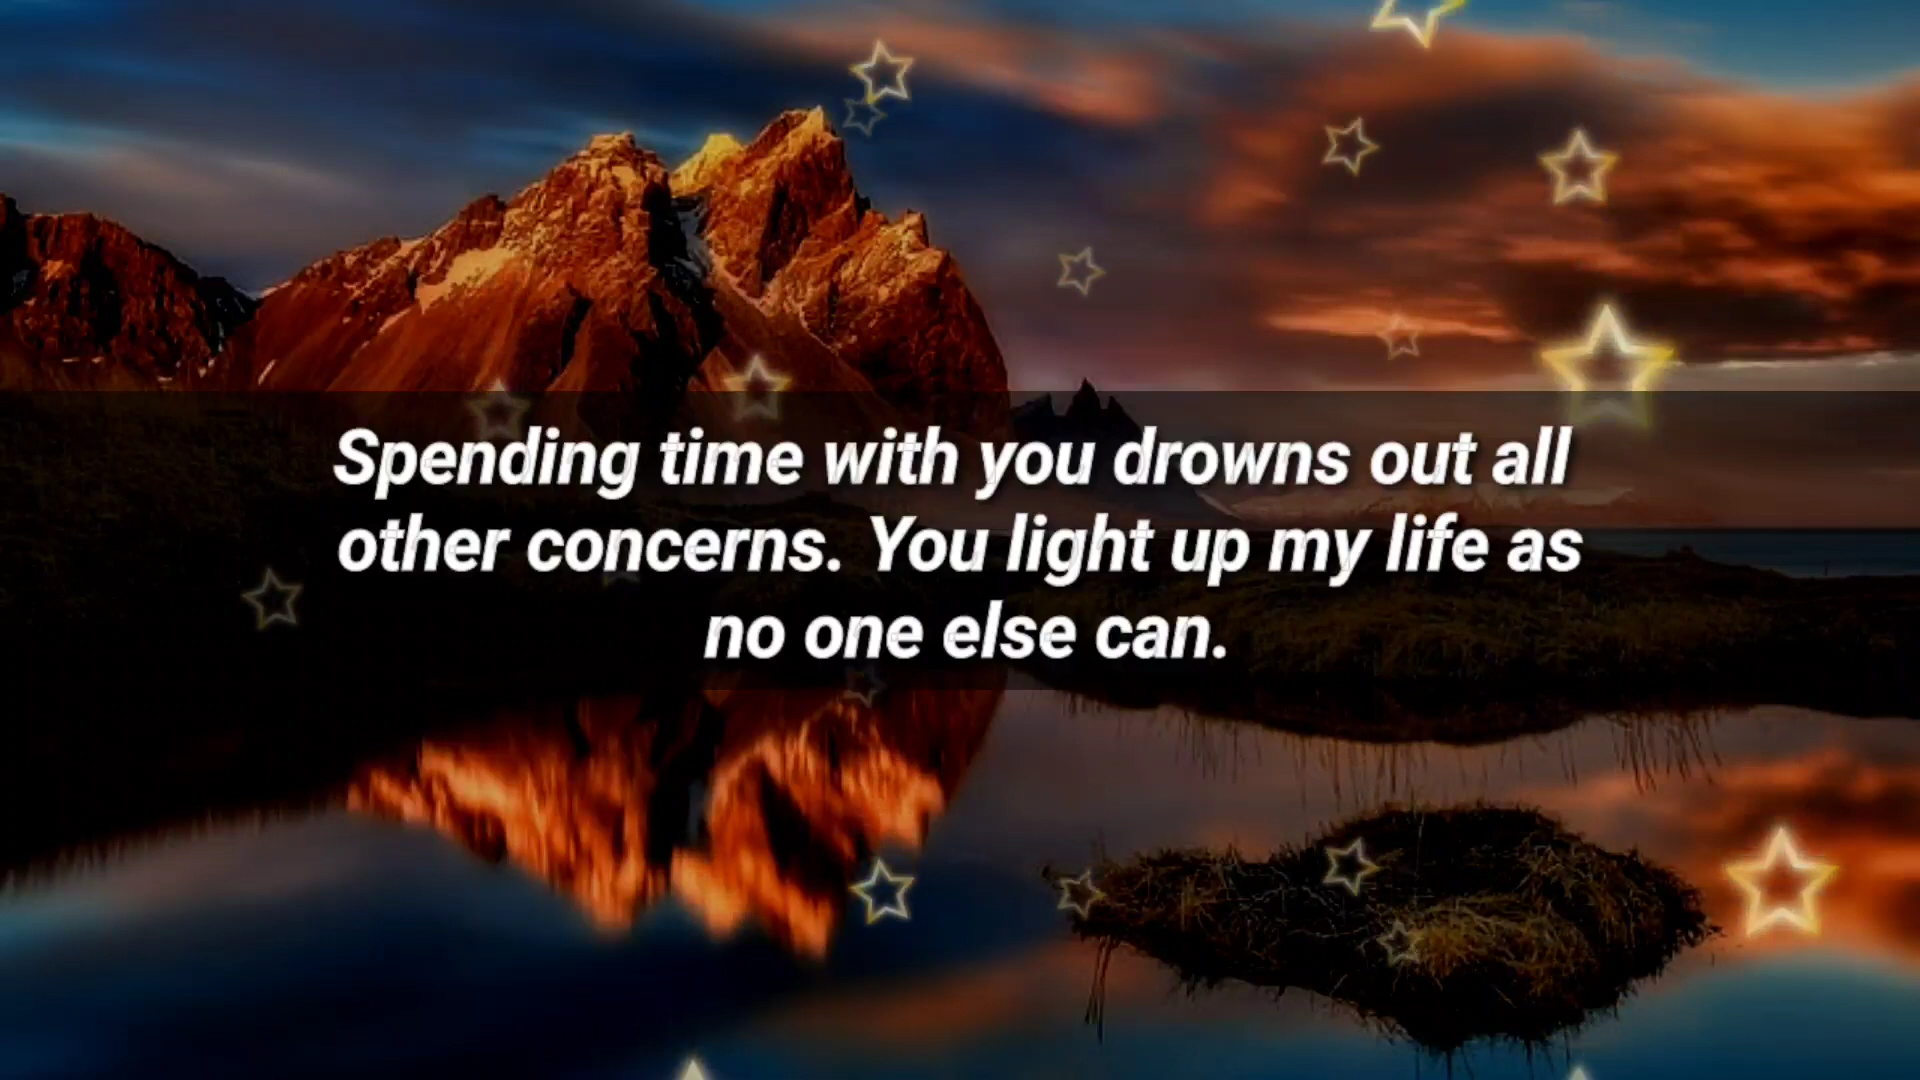 Spending time with you drowns out all
other concerns. You light up my life as
no one else can.